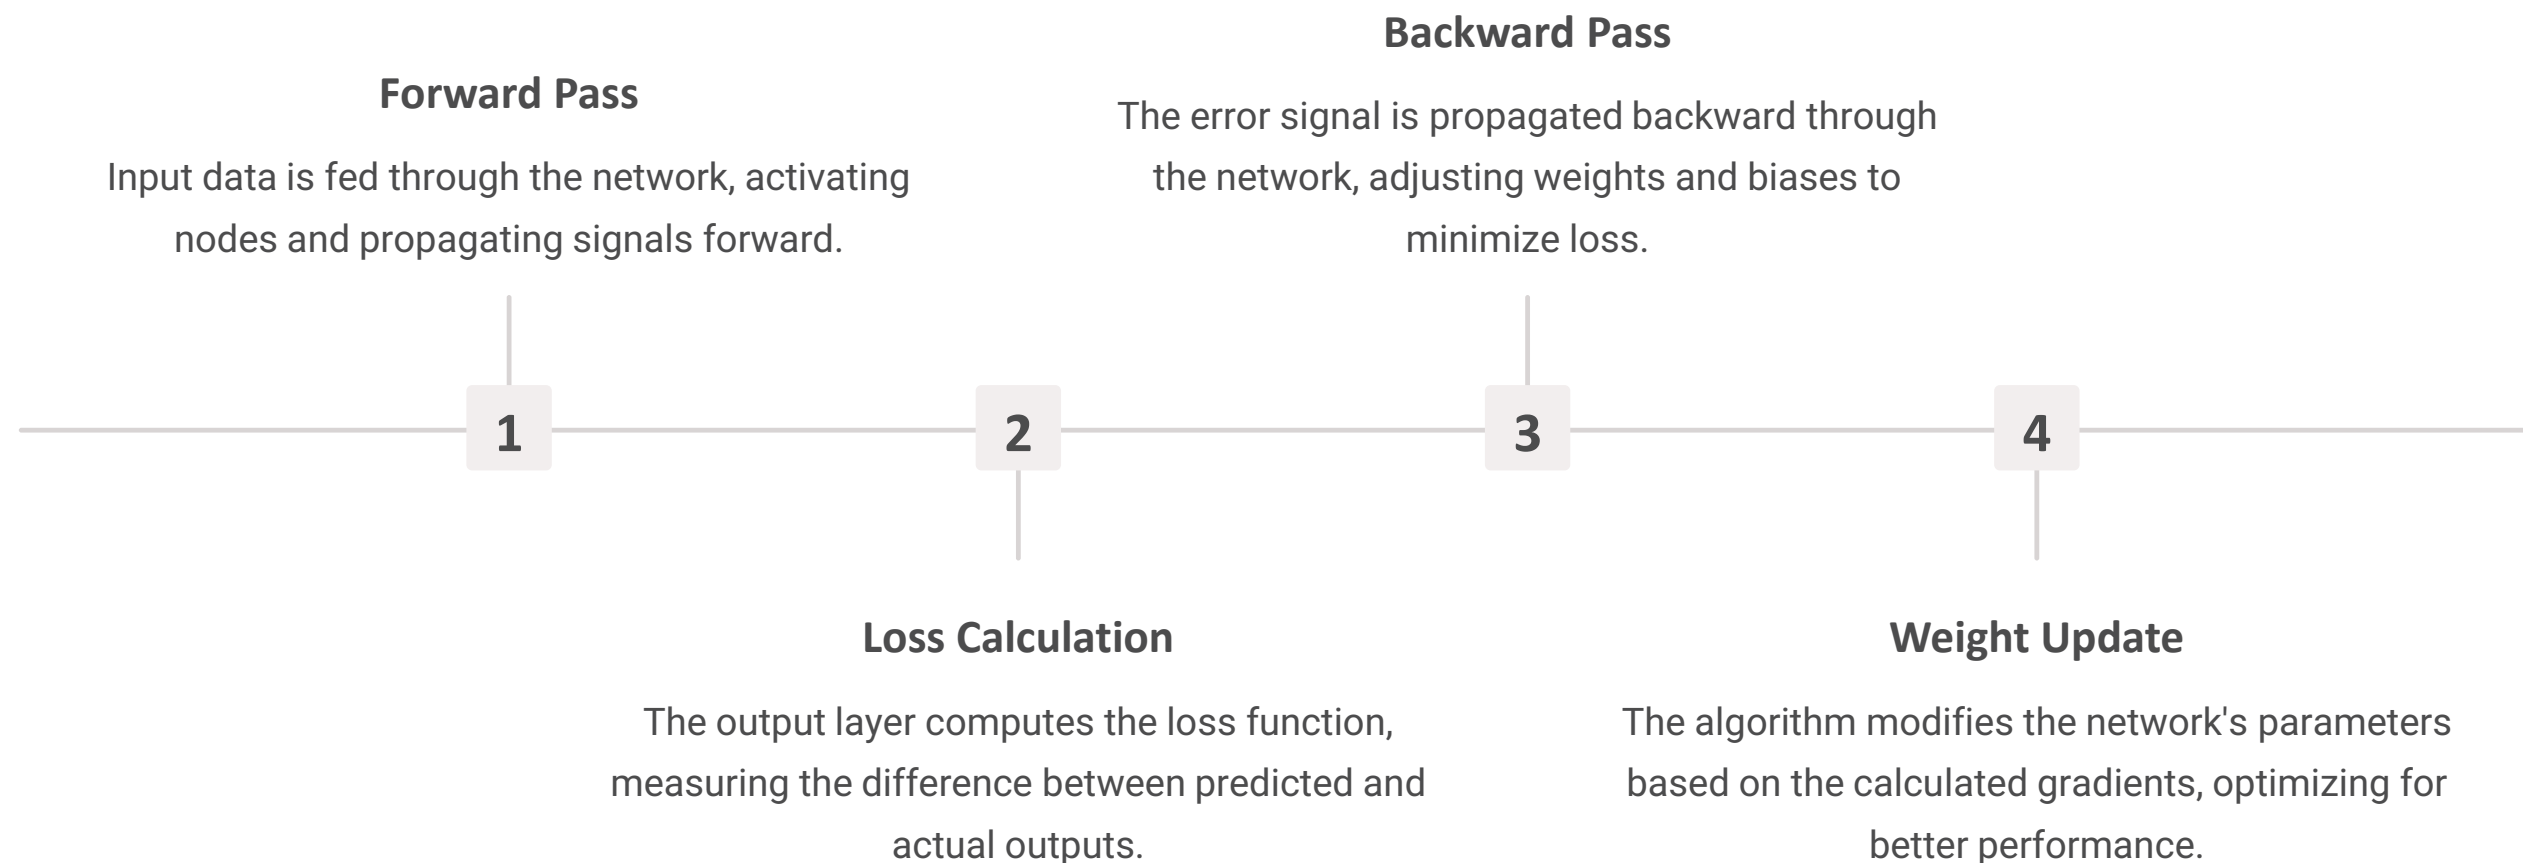 Forward Pass
Input data is fed through the network, activating
nodes and propagating signals forward.
1
Loss Calculation
The output layer computes the loss function,
measuring the difference between predicted and
actual outputs.
2
Backward Pass
The error signal is propagated backward through
the network, adjusting weights and biases to
minimize loss.
3
Weight Update
The algorithm modifies the network's parameters
based on the calculated gradients, optimizing for
better performance.
4